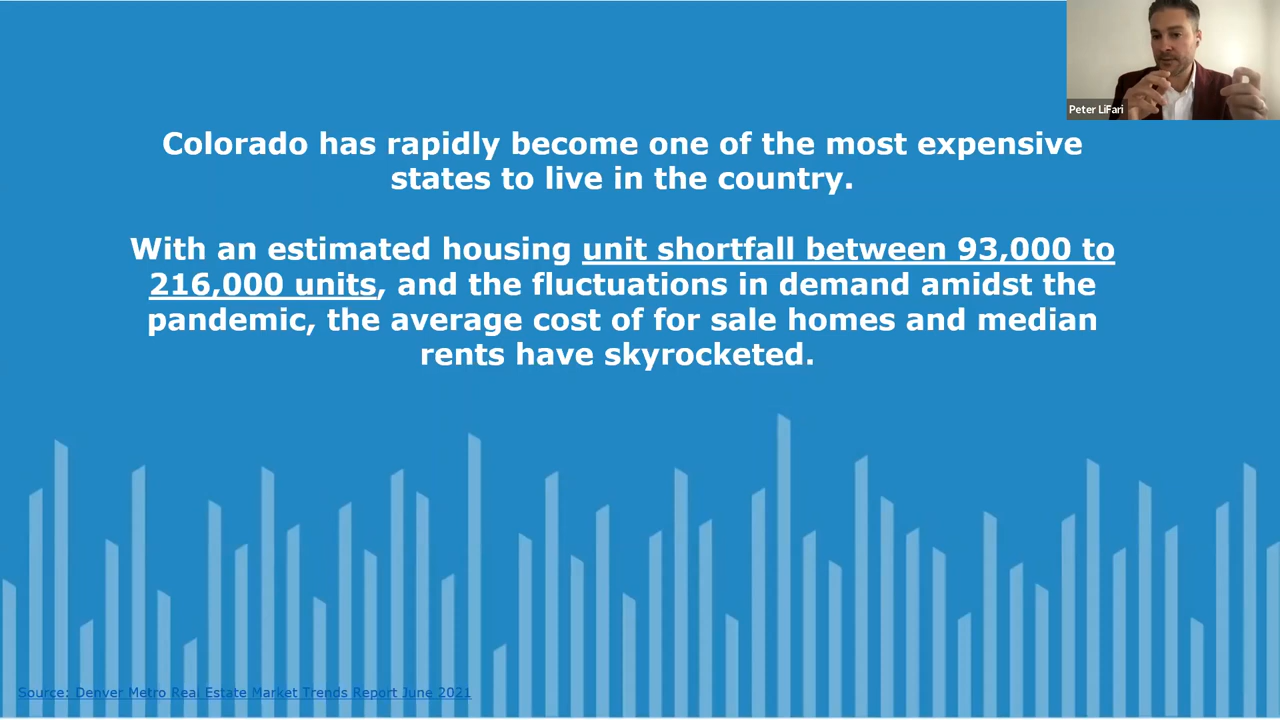 Peter LiFari
Colorado has rapidly become one of the most expensive
states to live in the country.
With an estimated housing unit shortfall between 93,000 to
216,000 units, and the fluctuations in demand amidst the
pandemic, the average cost of for sale homes and median
rents have skyrocketed.
Source: Denver Metro Real Estate Market Trends Report June 2021